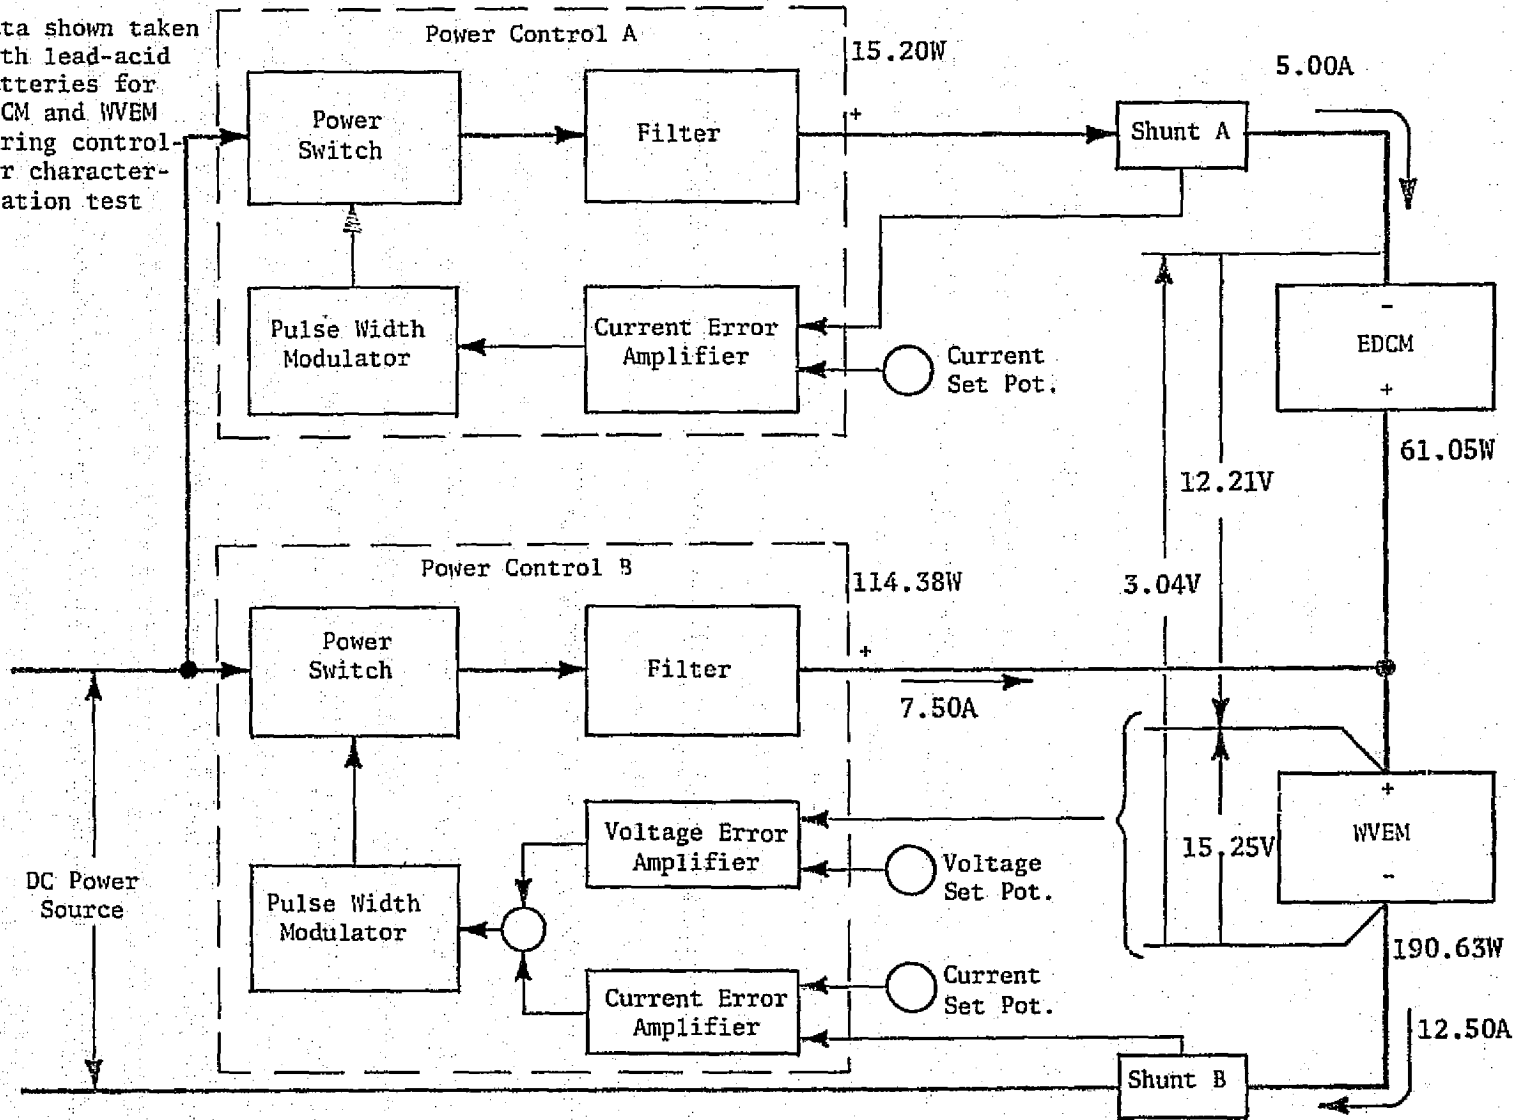 ta shown taken
th lead-acid
tteries for
CM and WVEM
ring control-
r character-
ation test
Power Control A
15.20W
5.00A
Power
Switch
Filter
+
Shunt A
Pulse Width
Modulator
Current Error
Amplifier
Current
Set Pot.
-
EDCM
+
61.05W
12.21V
3.04V
Power Control B
114.38W
Power
Switch
Filter
+
7.50A
Voltage Error
Amplifier
Voltage
Set Pot.
15.25V
+
WVEM
-
190.63W
DC Power
Source
Pulse Width
Modulator
Current Error
Amplifier
Current
Set Pot.
12.50A
Shunt B